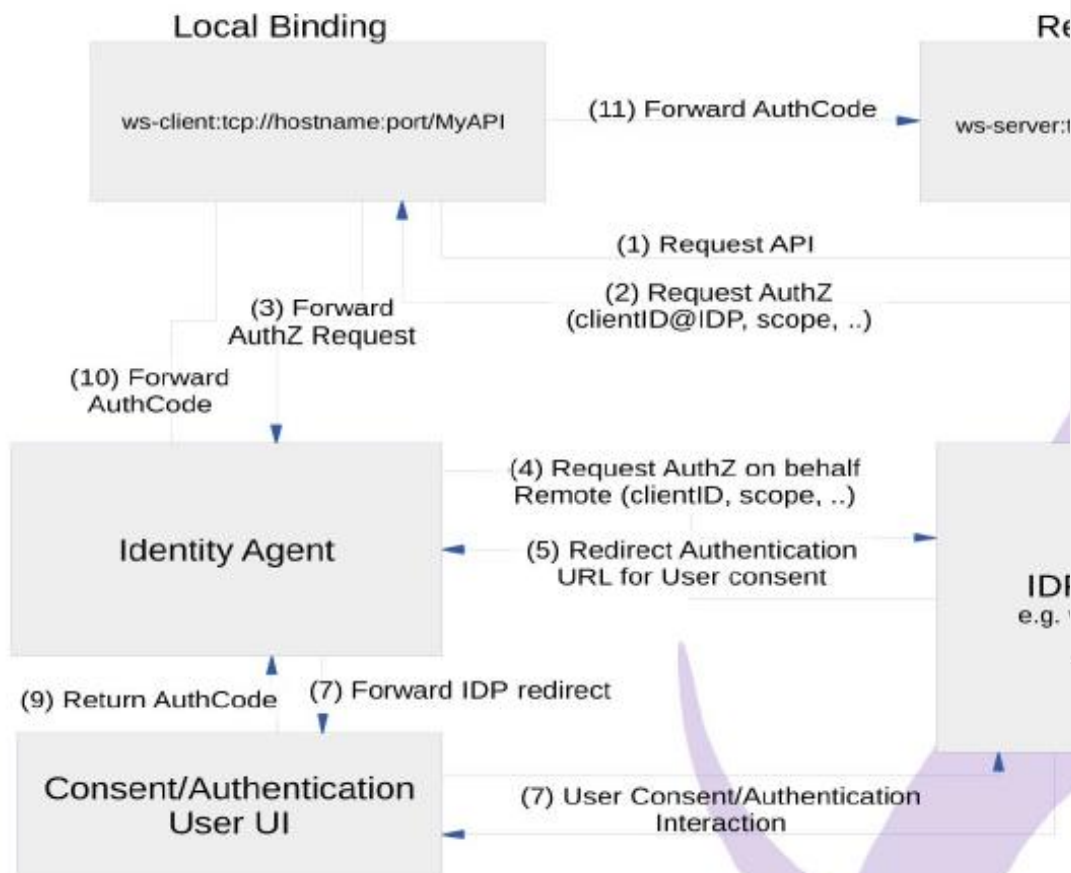 Local Binding
ws-client:tcp://hostname:port/MyAPI
(11) Forward AuthCode
(1) Request API
(2) Request AuthZ
(clientID@IDP, scope, ..)
(3) Forward
AuthZ Request
(10) Forward
AuthCode
Identity Agent
(4) Request AuthZ on behalf
Remote (clientID, scope, ..)
(5) Redirect Authentication
URL for User consent
e.g.
(9) Return AuthCode
(7) Forward IDP redirect
Consent/Authentication
User UI
(7) User Consent/Authentication
Interaction